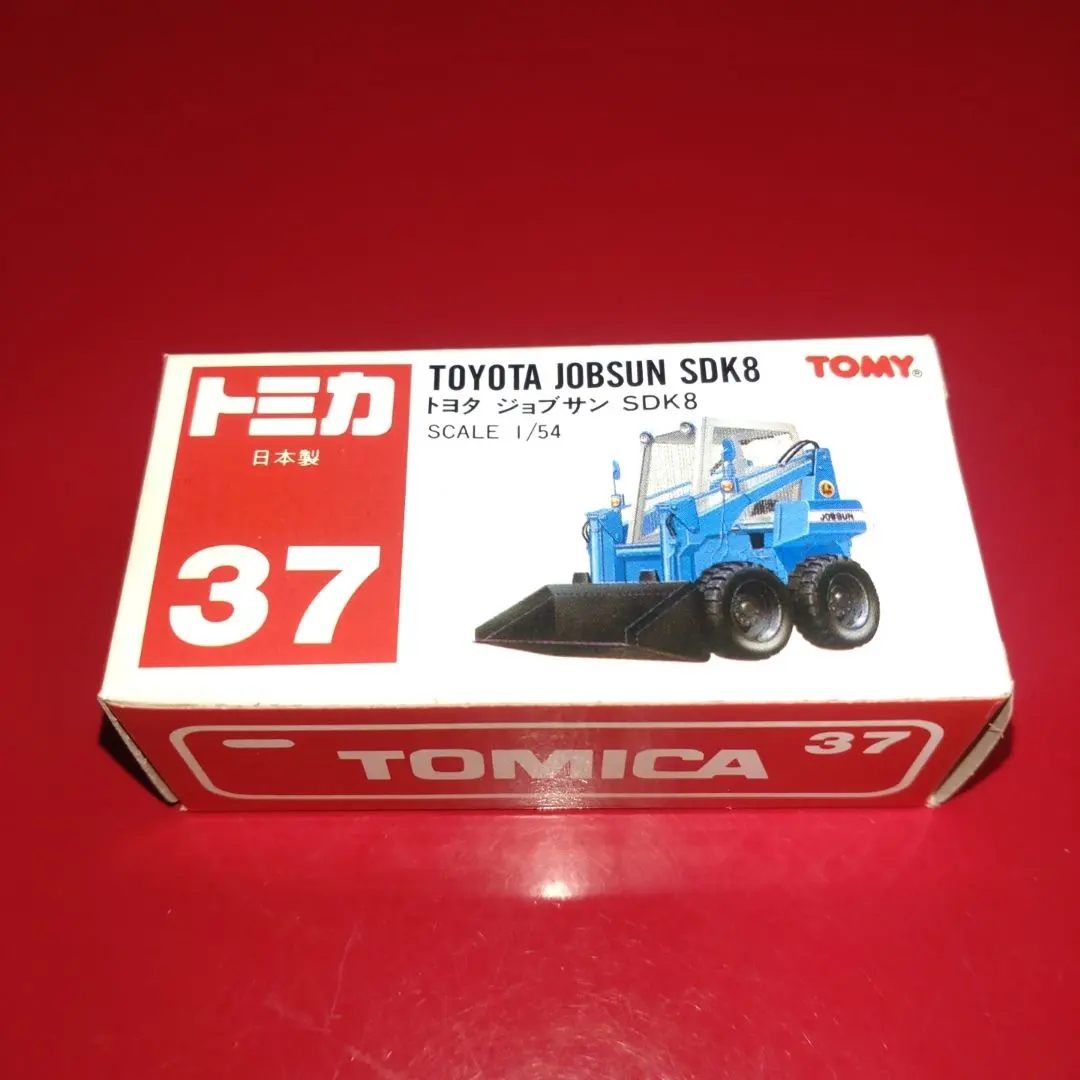 トミカ
日本製
37
TOYOTA JOBSUN SDK8
トヨタ ジョブサン SDK8
SCALE 1/54
TOMY®
JOBSUN
TOMICA
37